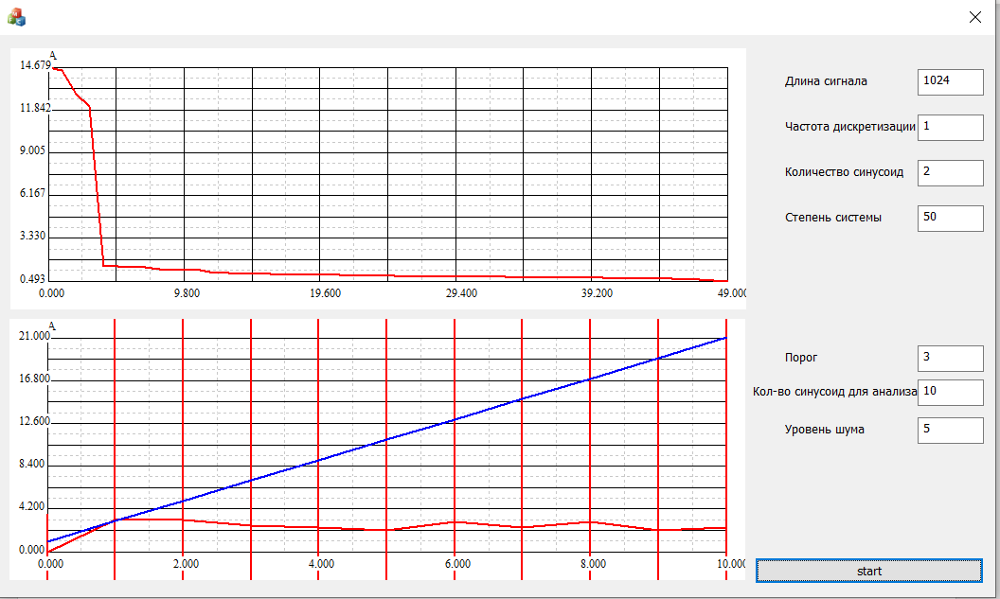 A
14.679
11.842
9.005
6.167
3.330
0.493
0.000 9.800 19.600 29.400 39.200 49.000
Длина сигнала 1024
Частота дискретизации 1
Количество синусоид 2
Степень системы 50
A
21.000
16.800
12.600
8.400
4.200
0.000
0.000 2.000 4.000 6.000 8.000 10.000
Порог 3
Кол-во синусоид для анализа 10
Уровень шума 5
start